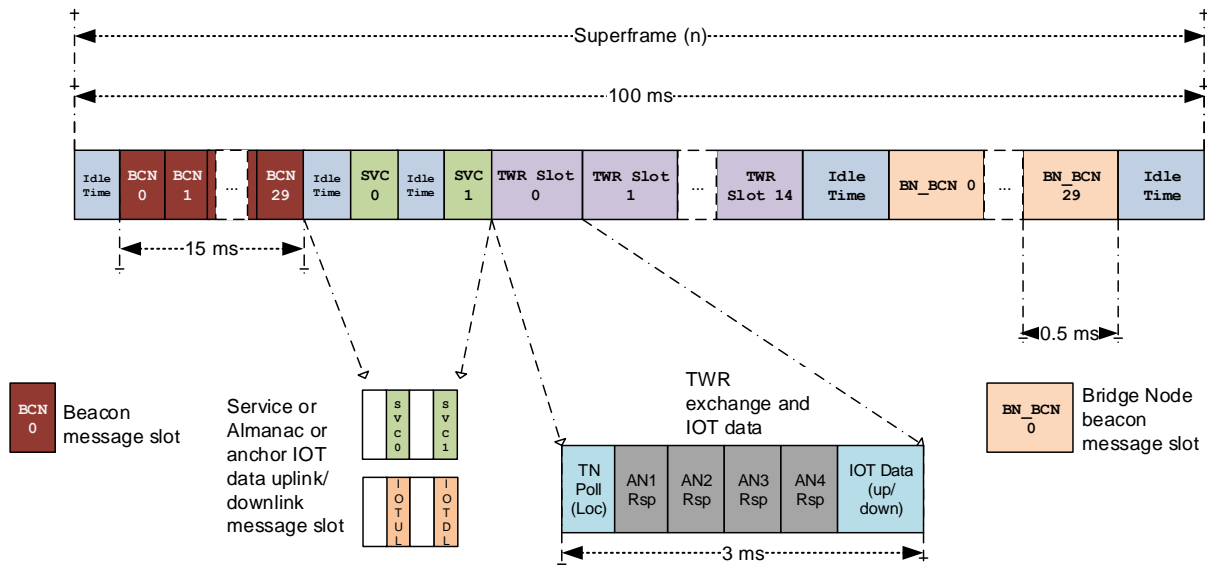 Superframe (n)
100 ms
Idle Time
BCN 0
BCN 1
...
BCN 29
Idle Time
SVC 0
Idle Time
SVC 1
TWR Slot 0
TWR Slot 1
...
TWR Slot 14
Idle Time
BN_BCN 0
...
BN_BCN 29
Idle Time
15 ms
0.5 ms
BCN 0
Beacon
message slot
Service or
Almanac or
anchor IOT
data uplink/
downlink
message slot
svc0
svc1
IOTUL
IOTDL
TWR
exchange and
IOT data
TN
Poll
(Loc)
AN1
Rsp
AN2
Rsp
AN3
Rsp
AN4
Rsp
IOT Data
(up/
down)
3 ms
BN_BCN
0
Bridge Node
beacon
message slot